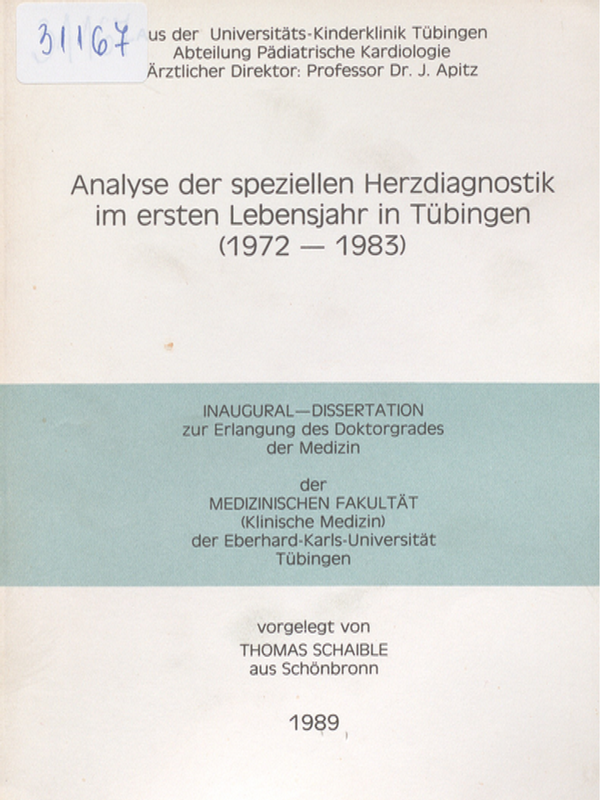 31167
Aus der Universitäts-Kinderklinik Tübingen
Abteilung Pädiatrische Kardiologie
Ärztlicher Direktor: Professor Dr. J. Apitz
Analyse der speziellen Herzdiagnostik
im ersten Lebensjahr in Tübingen
(1972 — 1983)
INAUGURAL—DISSERTATION
zur Erlangung des Doktorgrades
der Medizin
der
MEDIZINISCHEN FAKULTÄT
(Klinische Medizin)
der Eberhard-Karls-Universität
Tübingen
vorgelegt von
THOMAS SCHAIBLE
aus Schönbronn
1989